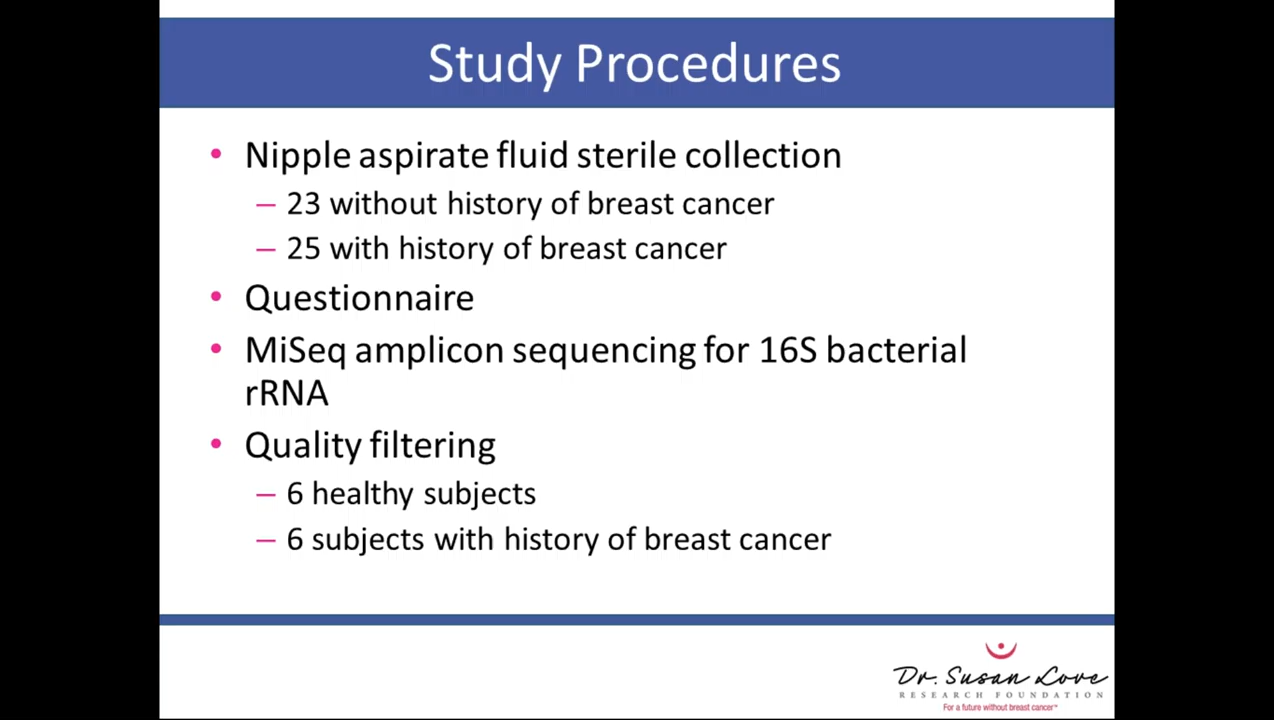 Study Procedures
• Nipple aspirate fluid sterile collection
– 23 without history of breast cancer
– 25 with history of breast cancer
• Questionnaire
• MiSeq amplicon sequencing for 16S bacterial
rRNA
• Quality filtering
– 6 healthy subjects
– 6 subjects with history of breast cancer
Dr. Susan Love
RESEARCH FOUNDATION
For a future without breast cancer™